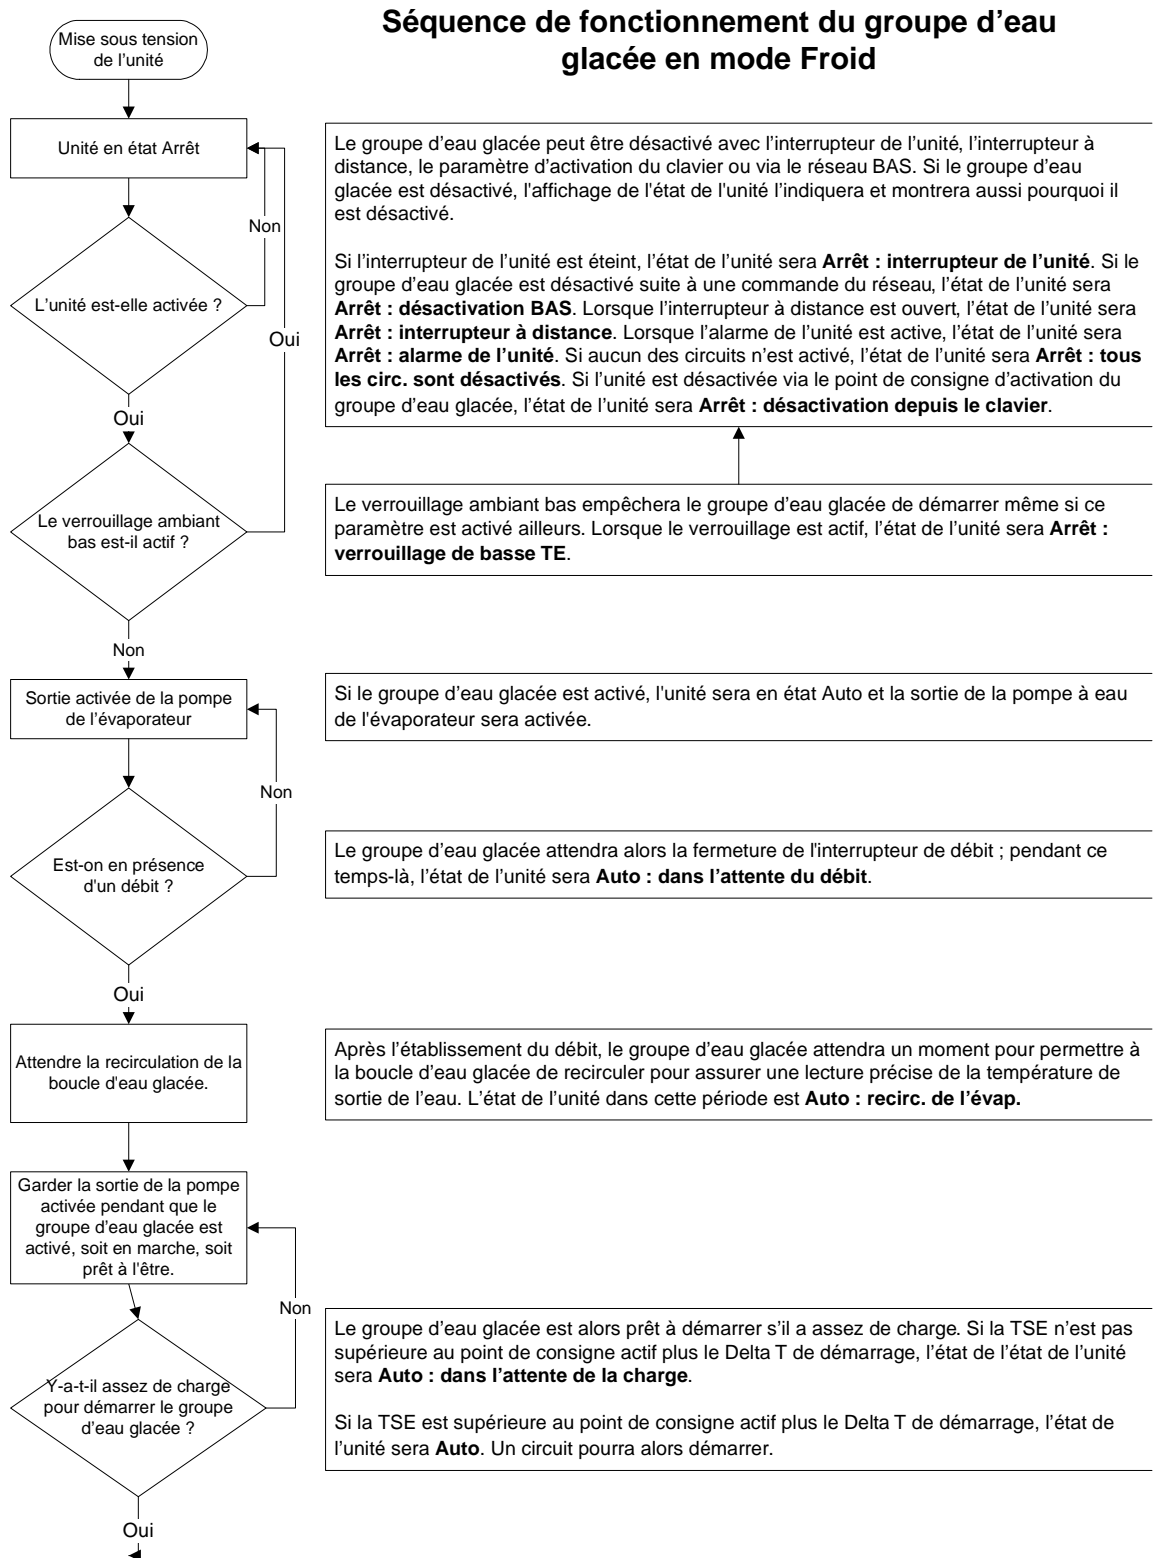 Séquence de fonctionnement du groupe d’eau
glacée en mode Froid
Mise sous tension
de l’unité
Unité en état Arrêt
Le groupe d’eau glacée peut être désactivé avec l’interrupteur de l’unité, l’interrupteur à
distance, le paramètre d’activation du clavier ou via le réseau BAS. Si le groupe d’eau
glacée est désactivé, l'affichage de l'état de l'unité l’indiquera et montrera aussi pourquoi il
est désactivé.
Si l’interrupteur de l’unité est éteint, l’état de l’unité sera Arrêt : interrupteur de l’unité. Si le
groupe d’eau glacée est désactivé suite à une commande du réseau, l’état de l’unité sera
Arrêt : désactivation BAS. Lorsque l’interrupteur à distance est ouvert, l’état de l’unité sera
Arrêt : interrupteur à distance. Lorsque l’alarme de l’unité est active, l’état de l’unité sera
Arrêt : alarme de l’unité. Si aucun des circuits n’est activé, l’état de l’unité sera Arrêt : tous
les circ. sont désactivés. Si l’unité est désactivée via le point de consigne d’activation du
groupe d’eau glacée, l’état de l’unité sera Arrêt : désactivation depuis le clavier.
Non
L’unité est-elle activée ?
Oui
Oui
Le verrouillage ambiant
bas est-il actif ?
Le verrouillage ambiant bas empêchera le groupe d’eau glacée de démarrer même si ce
paramètre est activé ailleurs. Lorsque le verrouillage est actif, l’état de l’unité sera Arrêt :
verrouillage de basse TE.
Non
Sortie activée de la pompe
de l’évaporateur
Si le groupe d’eau glacée est activé, l'unité sera en état Auto et la sortie de la pompe à eau
de l'évaporateur sera activée.
Non
Est-on en présence
d'un débit ?
Le groupe d’eau glacée attendra alors la fermeture de l'interrupteur de débit ; pendant ce
temps-là, l’état de l’unité sera Auto : dans l’attente du débit.
Oui
Attendre la recirculation de la
boucle d'eau glacée.
Après l’établissement du débit, le groupe d’eau glacée attendra un moment pour permettre à
la boucle d’eau glacée de recirculer pour assurer une lecture précise de la température de
sortie de l’eau. L’état de l’unité dans cette période est Auto : recirc. de l’évap.
Garder la sortie de la pompe
activée pendant que le
groupe d’eau glacée est
activé, soit en marche, soit
prêt à l'être.
Non
Y-a-t-il assez de charge
pour démarrer le groupe
d’eau glacée ?
Le groupe d’eau glacée est alors prêt à démarrer s’il a assez de charge. Si la TSE n’est pas
supérieure au point de consigne actif plus le Delta T de démarrage, l’état de l’état de l’unité
sera Auto : dans l’attente de la charge.
Si la TSE est supérieure au point de consigne actif plus le Delta T de démarrage, l’état de
l’unité sera Auto. Un circuit pourra alors démarrer.
Oui